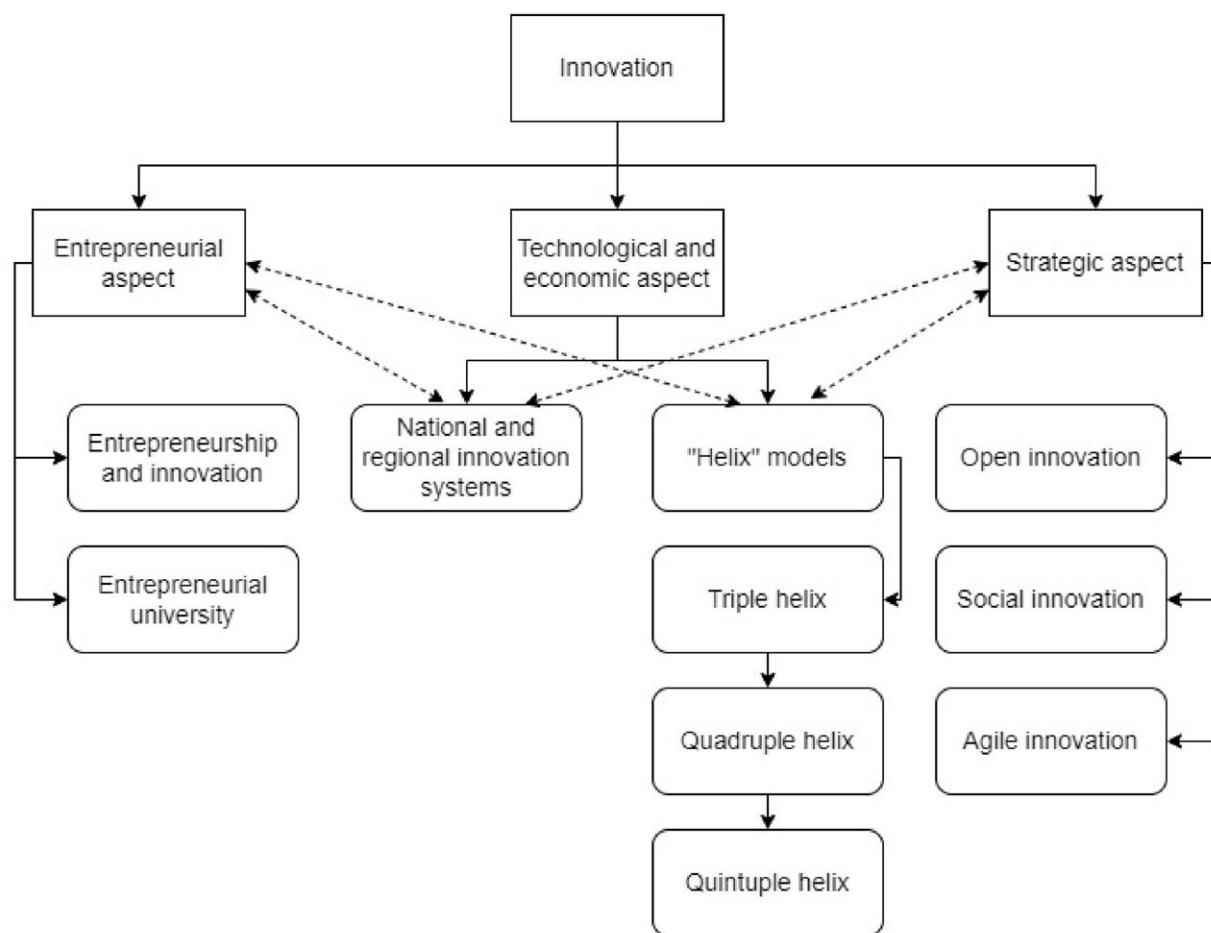 Innovation
Entrepreneurial
aspect
Technological and
economic aspect
Strategic aspect
Entrepreneurship
and innovation
National and
regional innovation
systems
"Helix" models
Open innovation
Entrepreneurial
university
Triple helix
Social innovation
Quadruple helix
Agile innovation
Quintuple helix